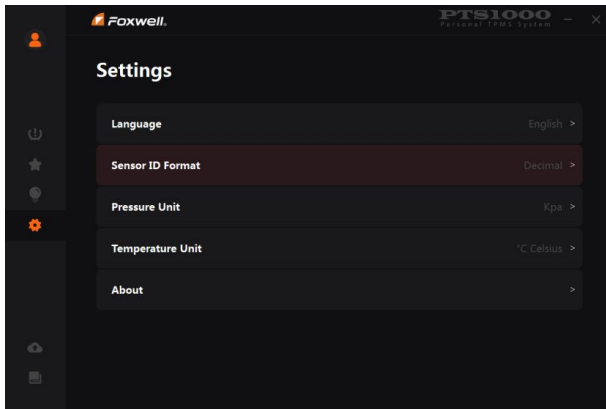 Foxwell®
PTS1000
Personal TPMS System
Settings
Language English >
Sensor ID Format Decimal >
Pressure Unit Kpa >
Temperature Unit °C Celsius >
About >